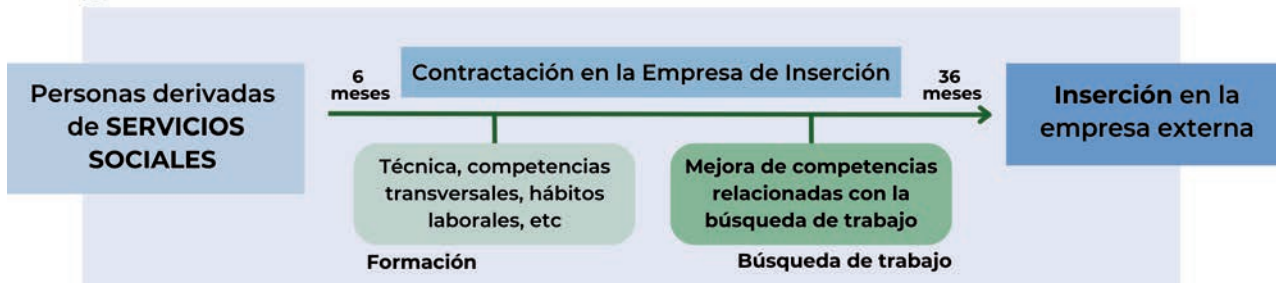 Personas derivadas
de SERVICIOS
SOCIALES
6
meses
Contractación en la Empresa de Inserción
36
meses
Inserción en la
empresa externa
Técnica, competencias
transversales, hábitos
laborales, etc
Formación
Mejora de competencias
relacionadas con la
búsqueda de trabajo
Búsqueda de trabajo